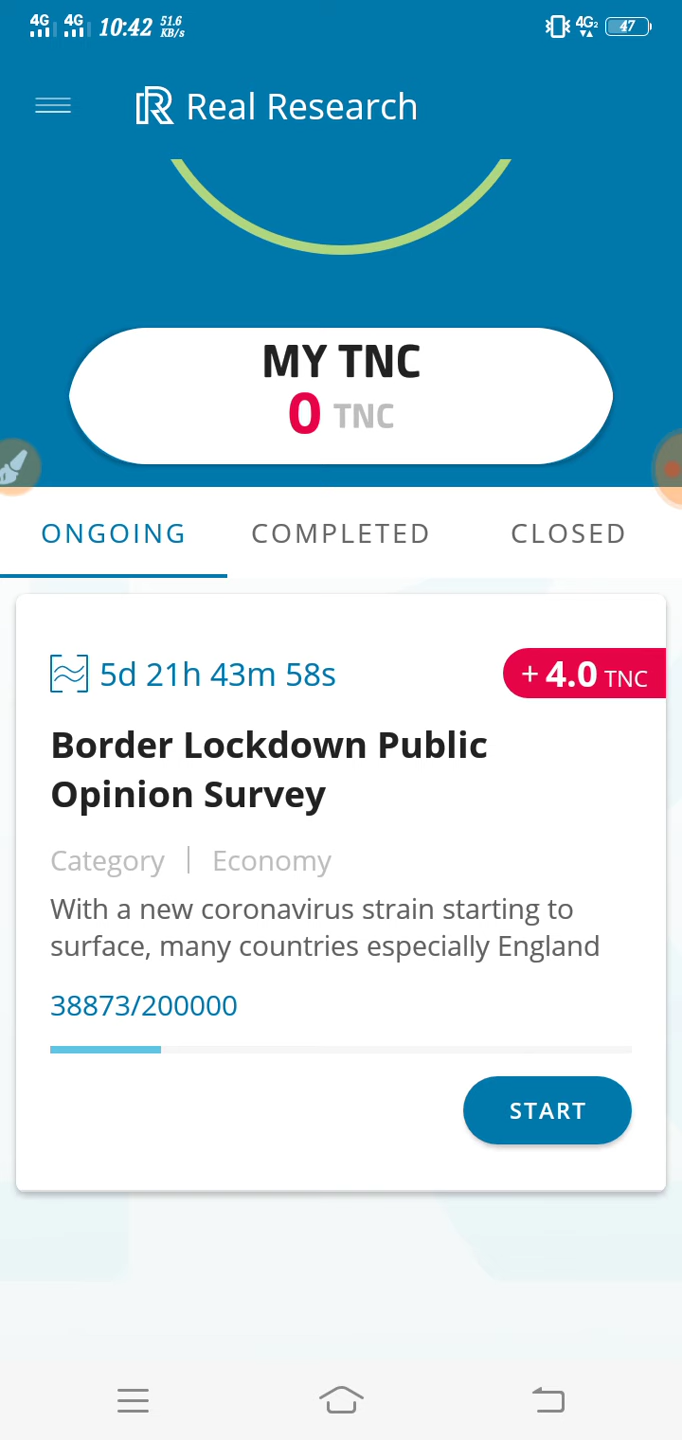 4G 4G 10:42 51.6 KB/s 4G2 47
Real Research
MY TNC
0 TNC
ONGOING COMPLETED CLOSED
5d 21h 43m 58s + 4.0 TNC
Border Lockdown Public
Opinion Survey
Category | Economy
With a new coronavirus strain starting to
surface, many countries especially England
38873/200000
START